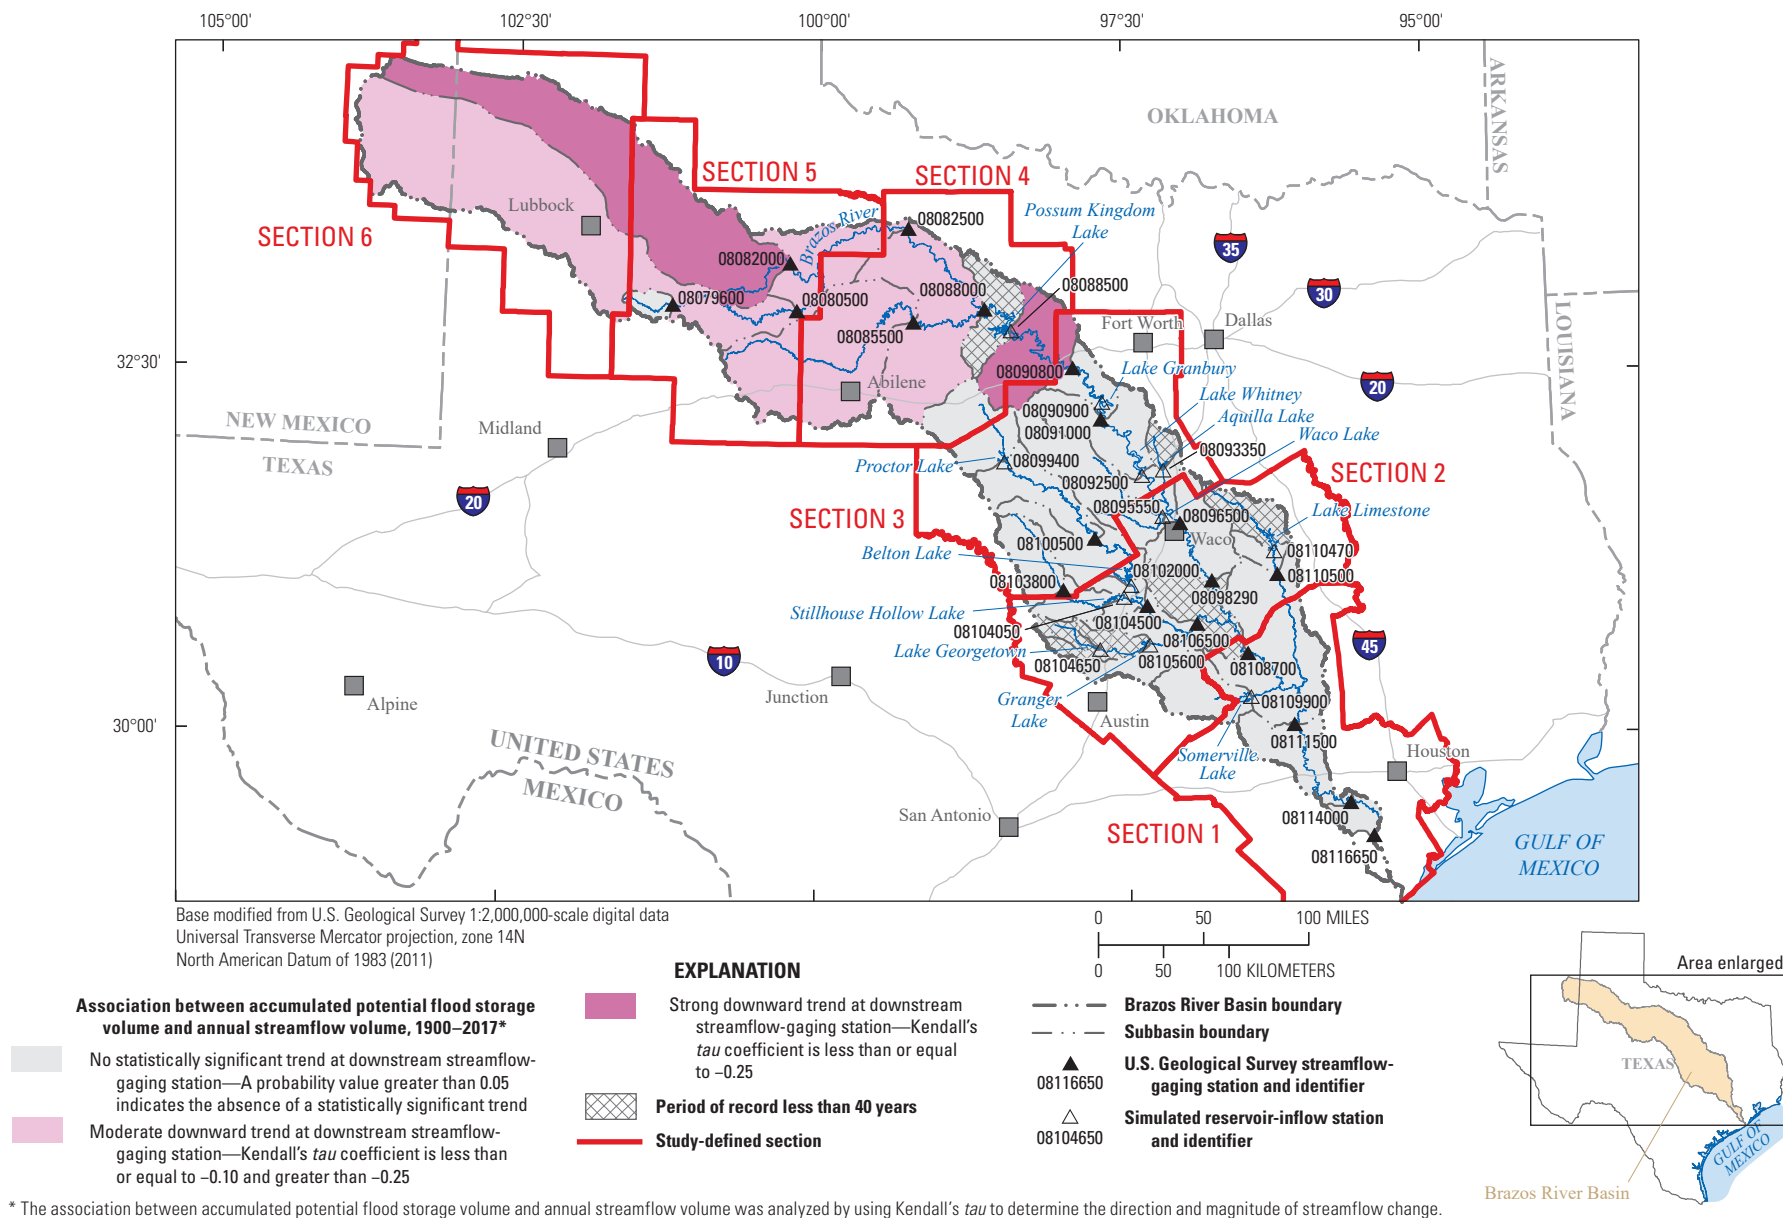 105°00'
102°30'
100°00'
97°30'
95°00'
32°30'
30°00'
OKLAHOMA
ARKANSAS
LOUISIANA
NEW MEXICO
TEXAS
UNITED STATES
MEXICO
GULF OF
MEXICO
SECTION 6
SECTION 5
SECTION 4
SECTION 3
SECTION 2
SECTION 1
Lubbock
Midland
Abilene
Fort Worth
Dallas
Waco
Alpine
Junction
Austin
San Antonio
Houston
35
30
20
20
10
45
Brazos River
Possum Kingdom
Lake
Lake Granbury
Lake Whitney
Aquilla Lake
Waco Lake
Proctor Lake
Belton Lake
Lake Limestone
Stillhouse Hollow Lake
Lake Georgetown
Granger
Lake
Somerville
Lake
08082500
08082000
08079600
08080500
08088000
08088500
08085500
08090800
08090900
08091000
08099400
08093350
08092500
08095550
08096500
08100500
08110470
08110500
08102000
08103800
08098290
08104500
08104050
08106500
08104650
08105600
08108700
08109900
08111500
08114000
08116650
Base modified from U.S. Geological Survey 1:2,000,000-scale digital data
Universal Transverse Mercator projection, zone 14N
North American Datum of 1983 (2011)
0 50 100 MILES
0 50 100 KILOMETERS
EXPLANATION
Association between accumulated potential flood storage
volume and annual streamflow volume, 1900–2017*
No statistically significant trend at downstream streamflow-
gaging station—A probability value greater than 0.05
indicates the absence of a statistically significant trend
Moderate downward trend at downstream streamflow-
gaging station—Kendall's tau coefficient is less than
or equal to −0.10 and greater than −0.25
Strong downward trend at downstream
streamflow-gaging station—Kendall's
tau coefficient is less than or equal
to −0.25
Period of record less than 40 years
Study-defined section
Brazos River Basin boundary
Subbasin boundary
U.S. Geological Survey streamflow-
gaging station and identifier
08116650
Simulated reservoir-inflow station
and identifier
08104650
Area enlarged
TEXAS
GULF OF
MEXICO
Brazos River Basin
* The association between accumulated potential flood storage volume and annual streamflow volume was analyzed by using Kendall's tau to determine the direction and magnitude of streamflow change.